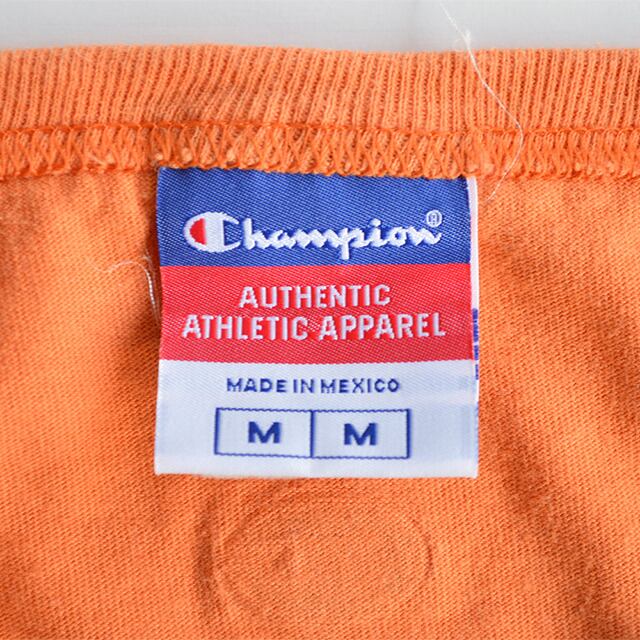 Champion®
AUTHENTIC
ATHLETIC APPAREL
MADE IN MEXICO
M M